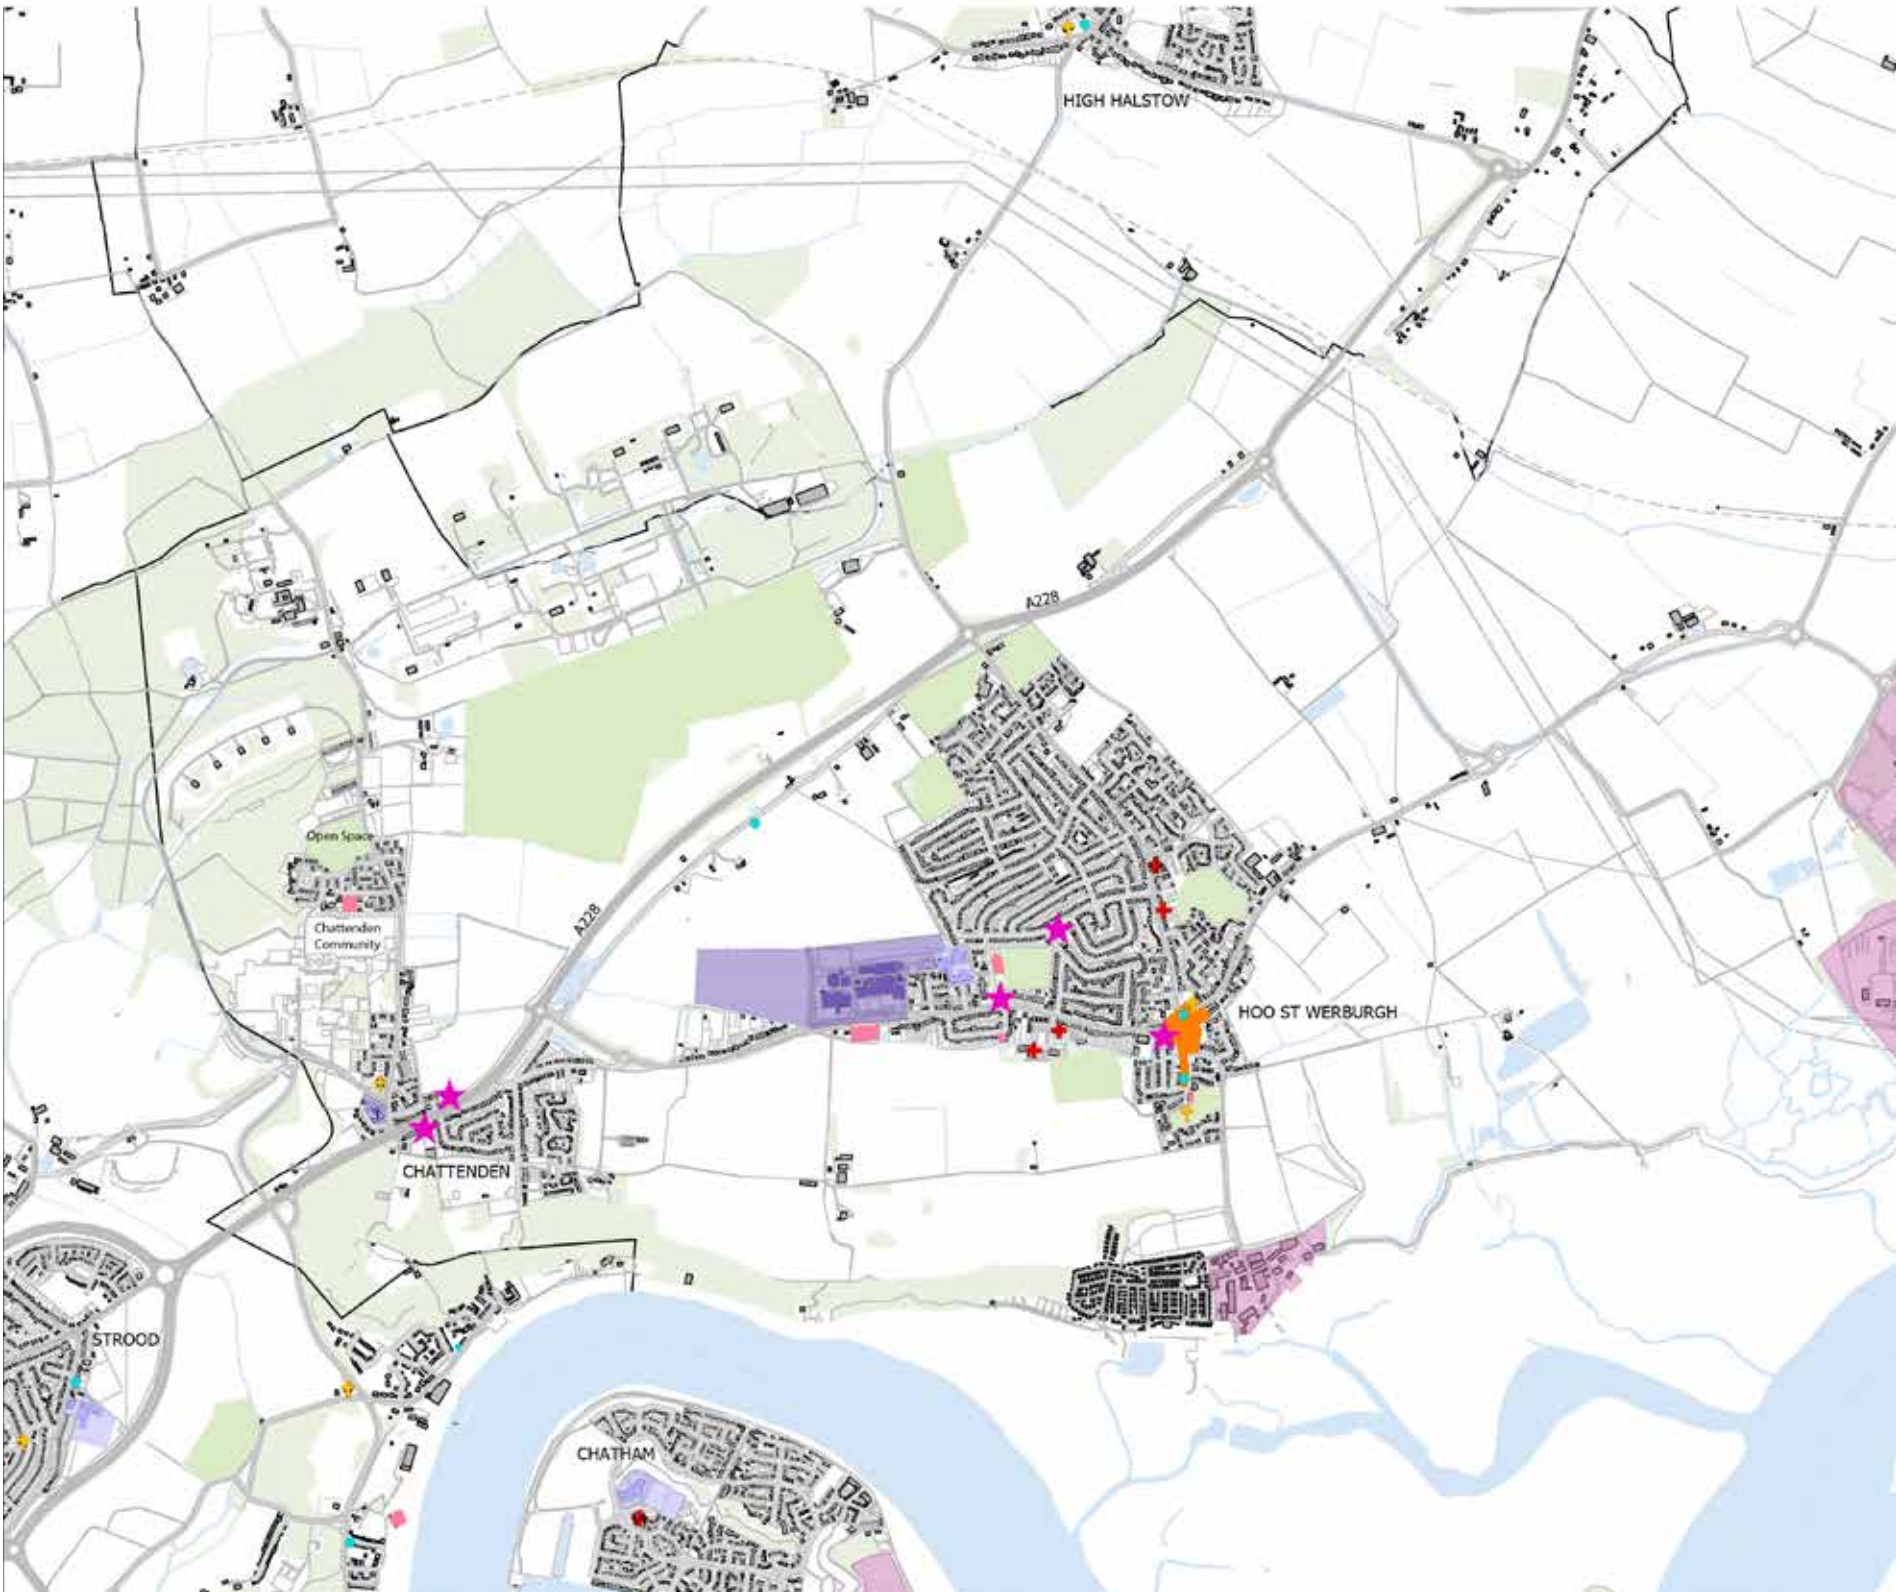 HIGH HALSTOW
A228
Open Space
A228
Chattenden
Community
HOO ST WERBURGH
CHATTENDEN
STROOD
CHATHAM